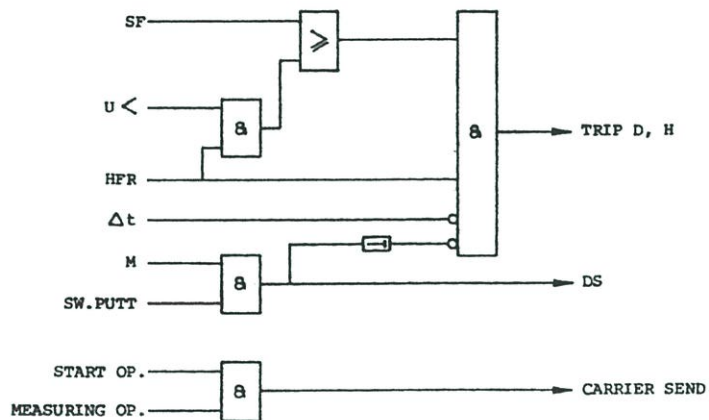 SF
≥
U <
&
&
TRIP D, H
HFR
Δt
M
&
DS
SW.PUTT
START OP.
&
CARRIER SEND
MEASURING OP.